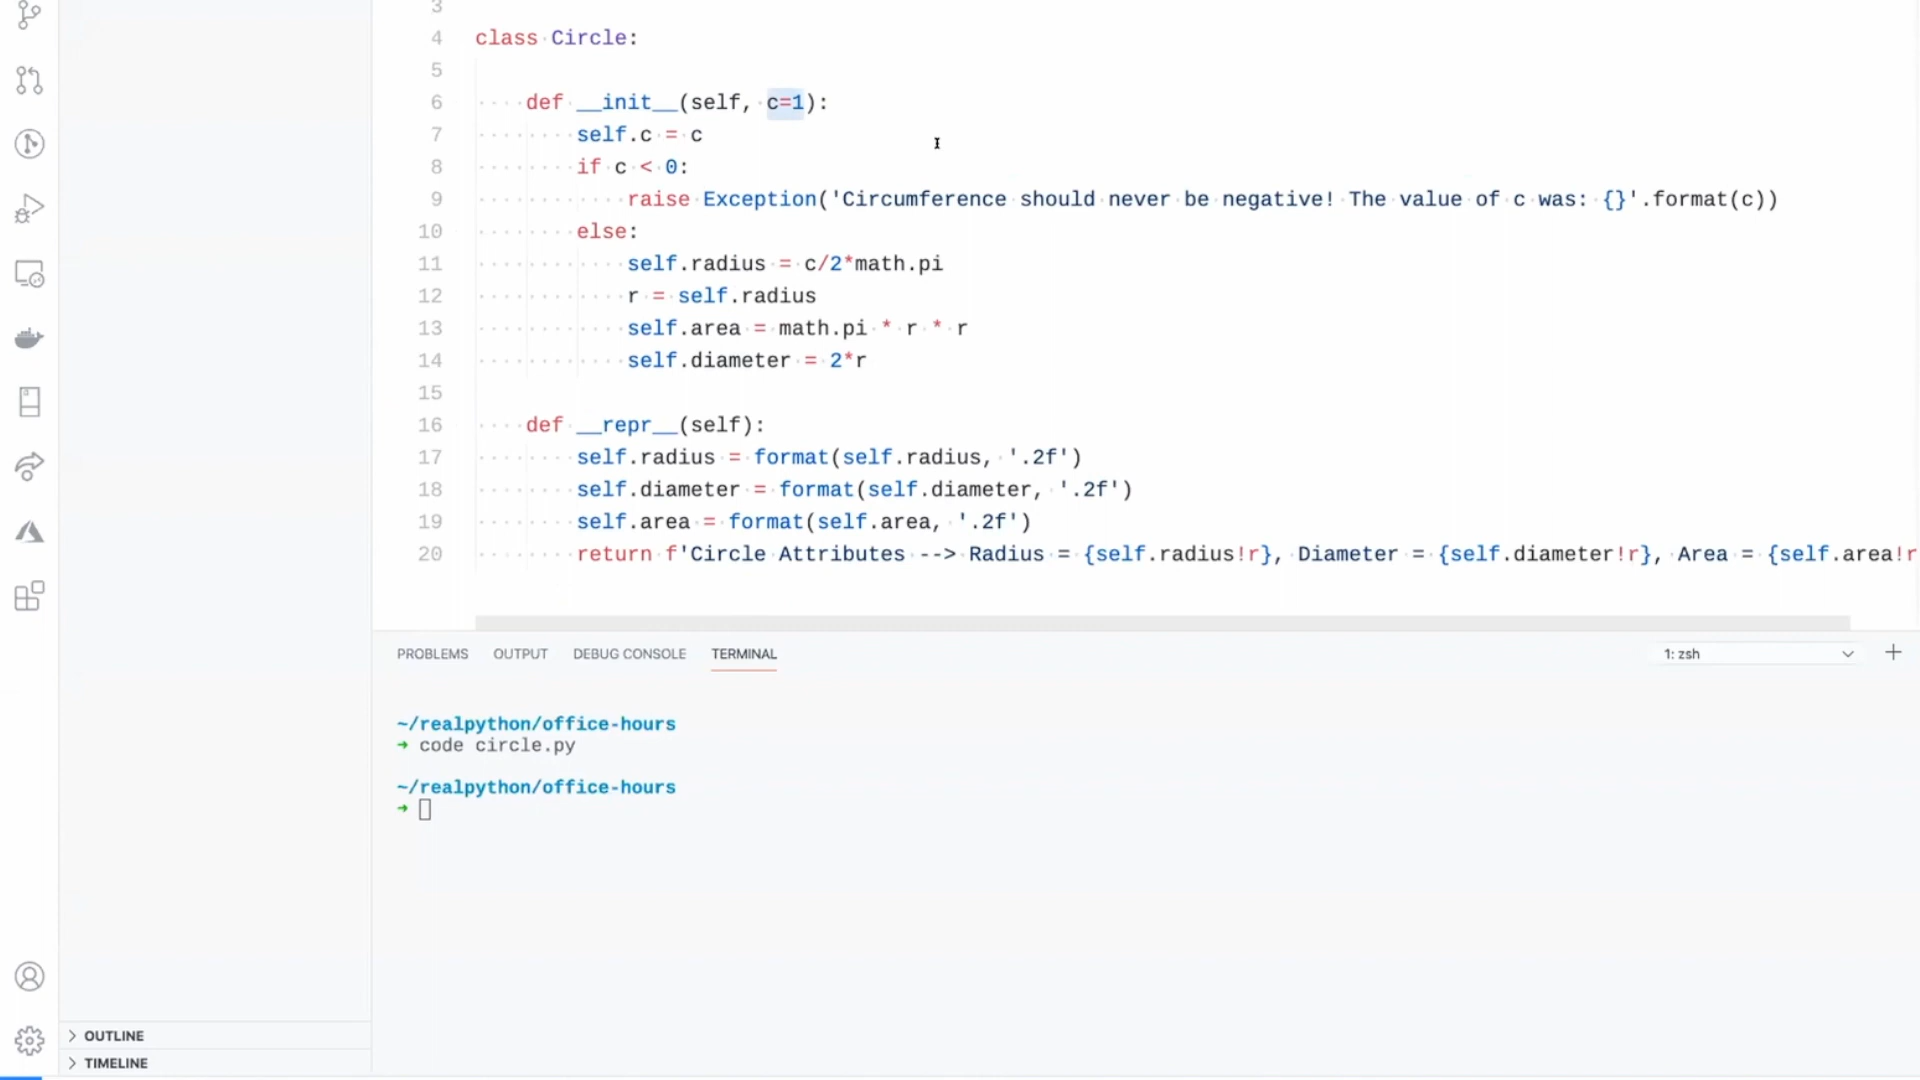 3
4 class Circle:
5
6 def __init__(self, c=1):
7 self.c = c
8 if c < 0:
9 raise Exception('Circumference should never be negative! The value of c was: {}'.format(c))
10 else:
11 self.radius = c/2*math.pi
12 r = self.radius
13 self.area = math.pi * r * r
14 self.diameter = 2*r
15
16 def __repr__(self):
17 self.radius = format(self.radius, '.2f')
18 self.diameter = format(self.diameter, '.2f')
19 self.area = format(self.area, '.2f')
20 return f'Circle Attributes --> Radius = {self.radius!r}, Diameter = {self.diameter!r}, Area = {self.area!r
PROBLEMS OUTPUT DEBUG CONSOLE TERMINAL 1: zsh
~/realpython/office-hours
➜ code circle.py
~/realpython/office-hours
➜
OUTLINE
TIMELINE